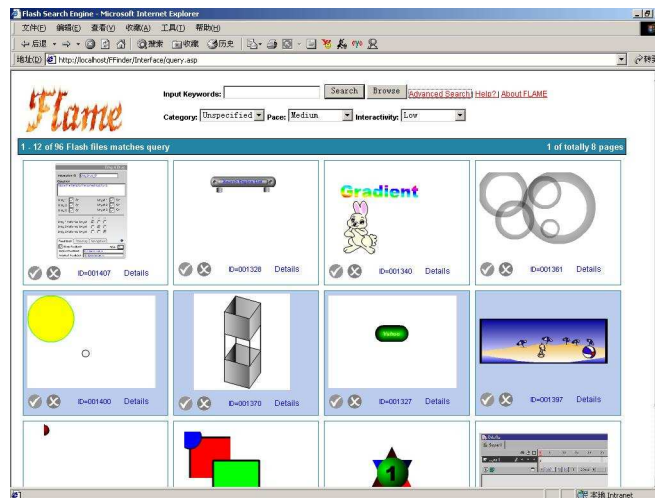 Flash Search Engine - Microsoft Internet Explorer
文件(F) 编辑(E) 查看(V) 收藏(A) 工具(T) 帮助(H)
后退 搜索 收藏 历史
地址(D) http://localhost/FFinder/Interface/query.asp 转到
Flame
Input Keywords: Search Browse Advanced Search| Help?| About FLAME
Category: Unspecified Pace: Medium Interactivity: Low
1 - 12 of 96 Flash files matches query 1 of totally 8 pages
Gradient
ID=001407 Details ID=001328 Details ID=001340 Details ID=001361 Details
ID=001400 Details ID=001370 Details ID=001327 Details ID=001397 Details
1
本地 Intranet